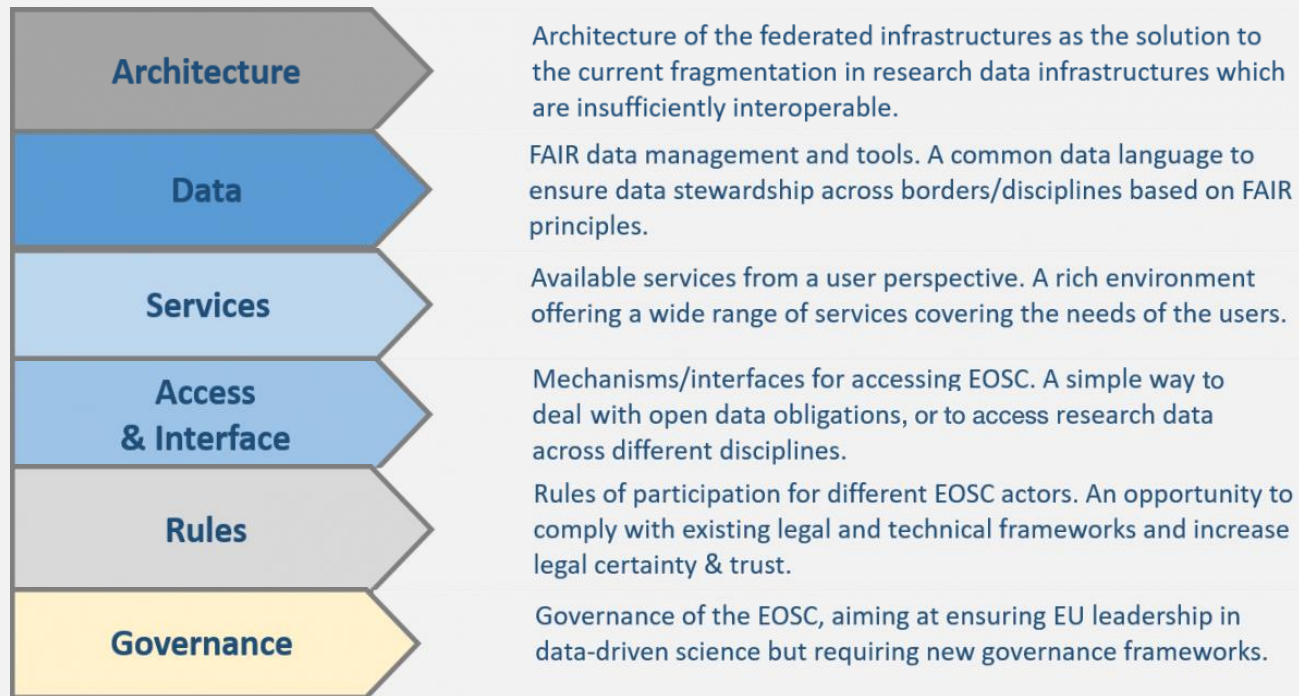 Architecture
Architecture of the federated infrastructures as the solution to
the current fragmentation in research data infrastructures which
are insufficiently interoperable.
Data
FAIR data management and tools. A common data language to
ensure data stewardship across borders/disciplines based on FAIR
principles.
Services
Available services from a user perspective. A rich environment
offering a wide range of services covering the needs of the users.
Access
& Interface
Mechanisms/interfaces for accessing EOSC. A simple way to
deal with open data obligations, or to access research data
across different disciplines.
Rules
Rules of participation for different EOSC actors. An opportunity to
comply with existing legal and technical frameworks and increase
legal certainty & trust.
Governance
Governance of the EOSC, aiming at ensuring EU leadership in
data-driven science but requiring new governance frameworks.